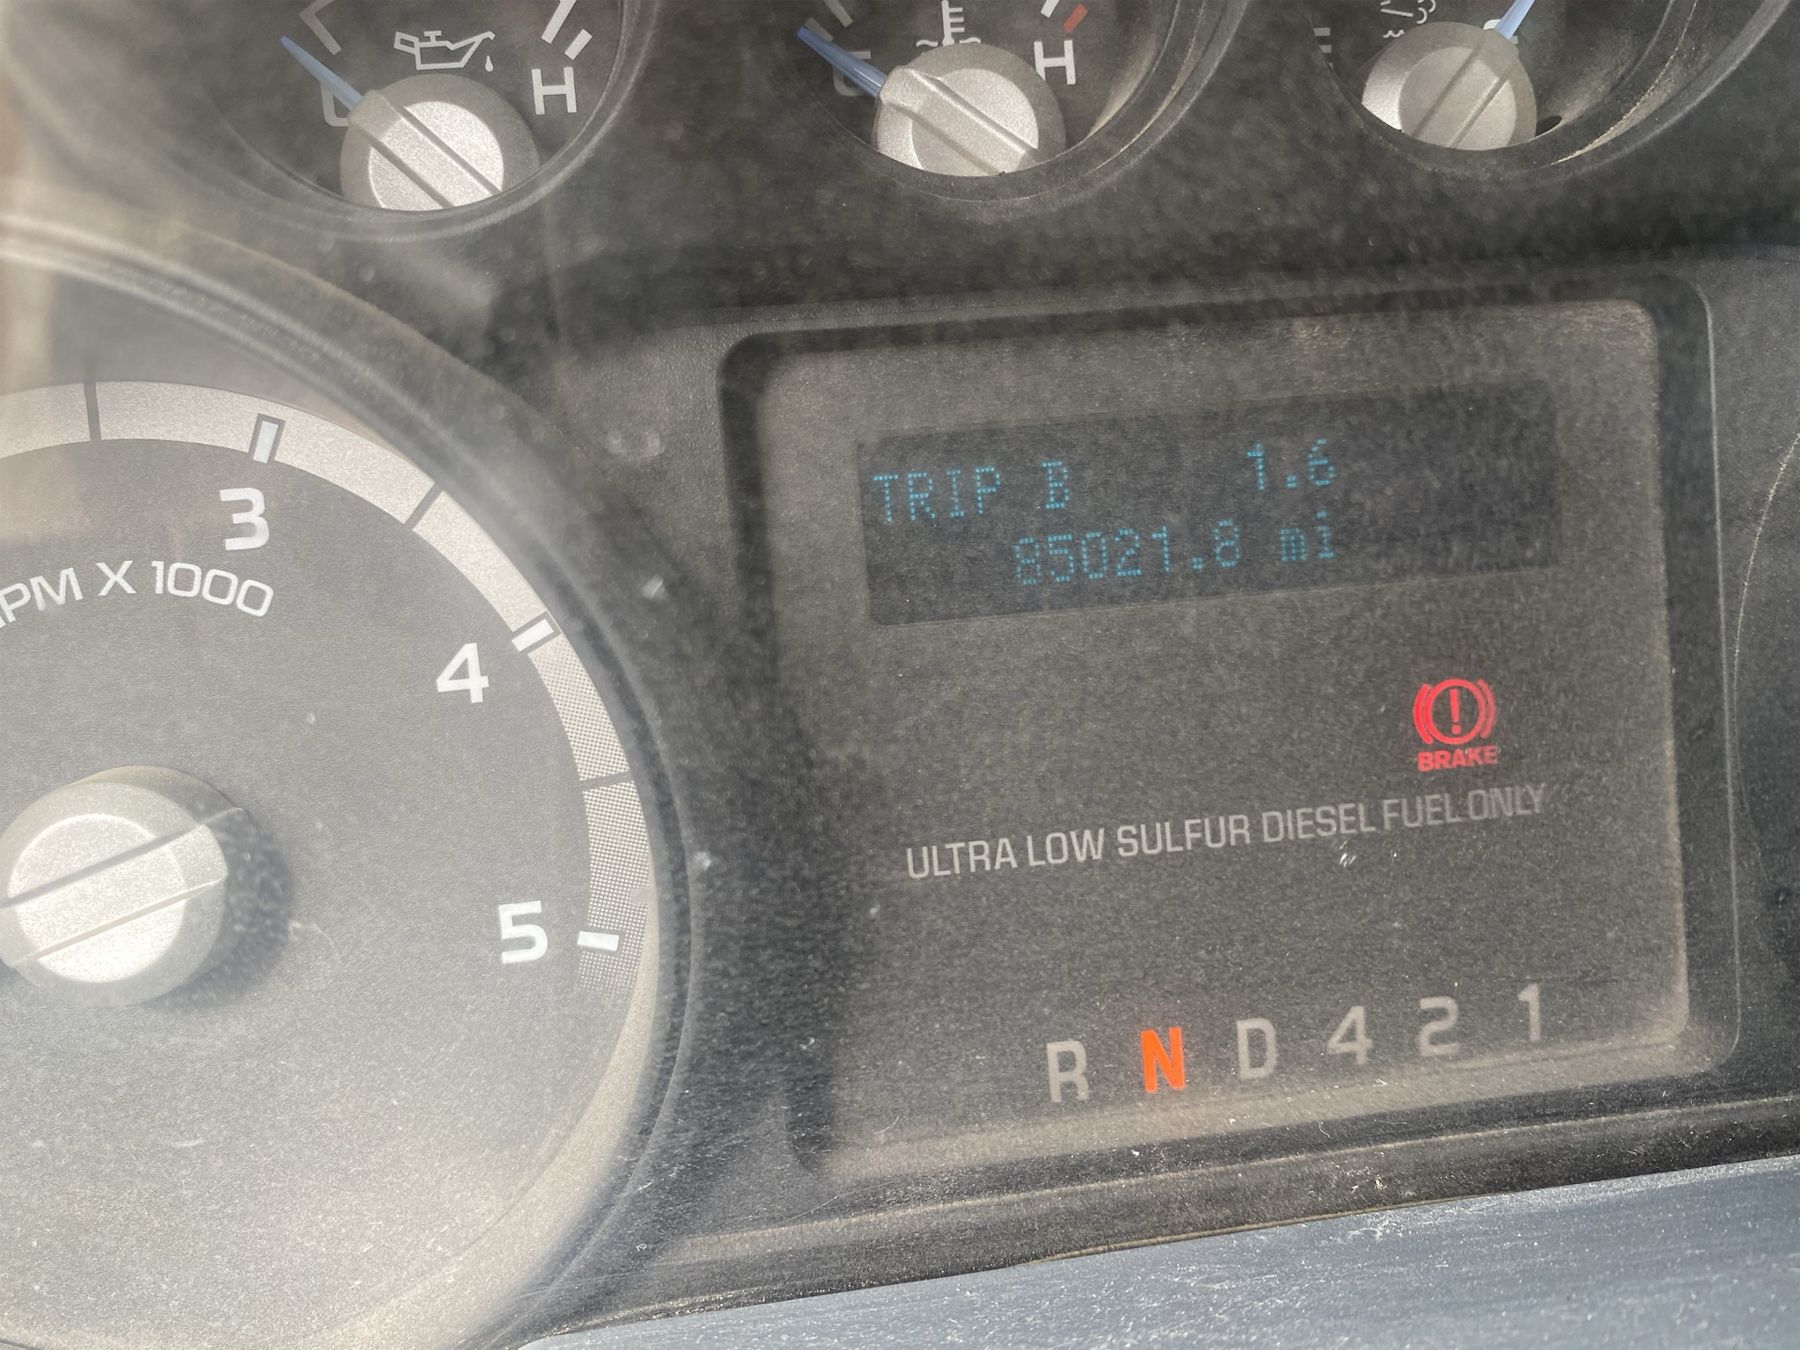 H
C H
TRIP B 1.6
85021.8 mi
3
PM X 1000
4
BRAKE
ULTRA LOW SULFUR DIESEL FUEL ONLY
5
R N D 4 2 1